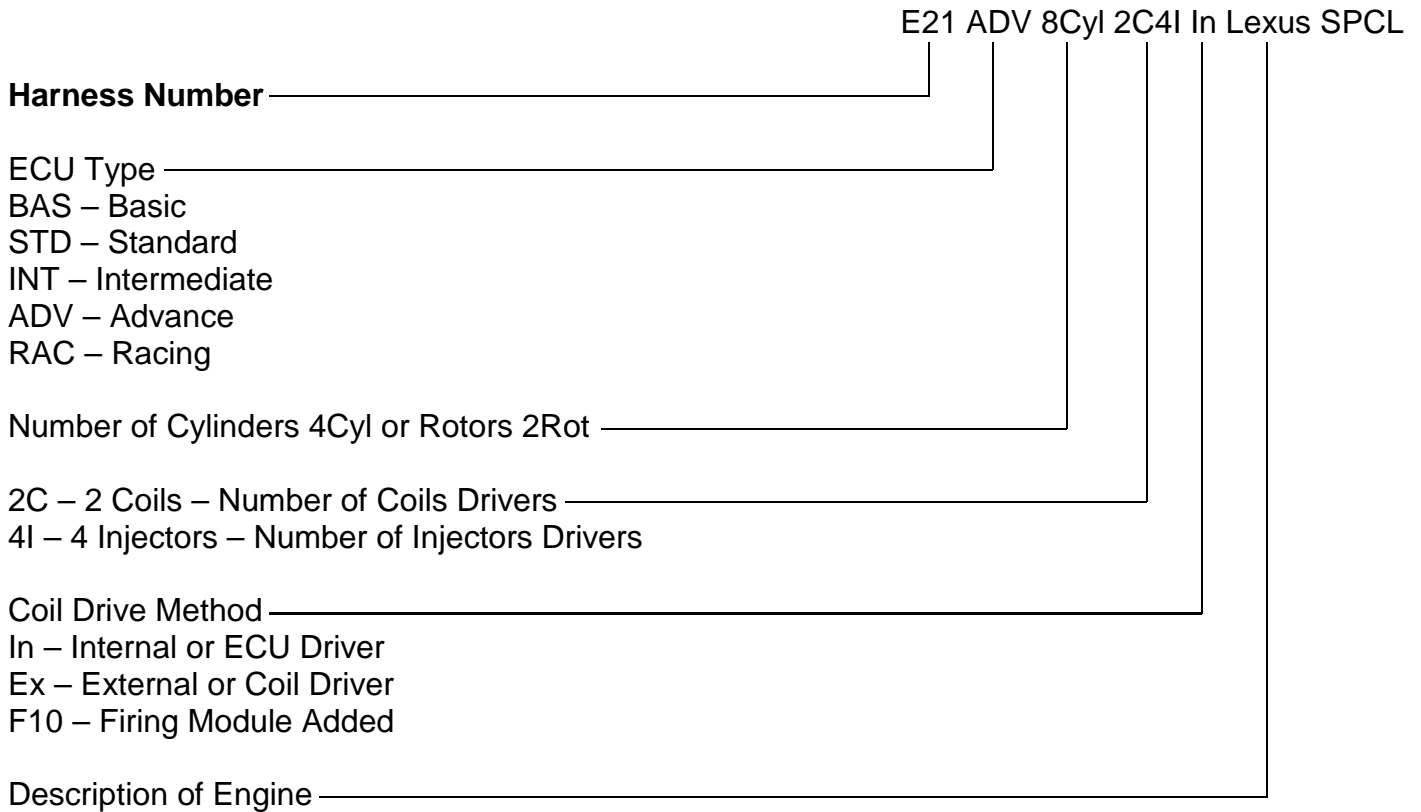 E21 ADV 8Cyl 2C4I In Lexus SPCL
Harness Number
ECU Type
BAS – Basic
STD – Standard
INT – Intermediate
ADV – Advance
RAC – Racing
Number of Cylinders 4Cyl or Rotors 2Rot
2C – 2 Coils – Number of Coils Drivers
4I – 4 Injectors – Number of Injectors Drivers
Coil Drive Method
In – Internal or ECU Driver
Ex – External or Coil Driver
F10 – Firing Module Added
Description of Engine